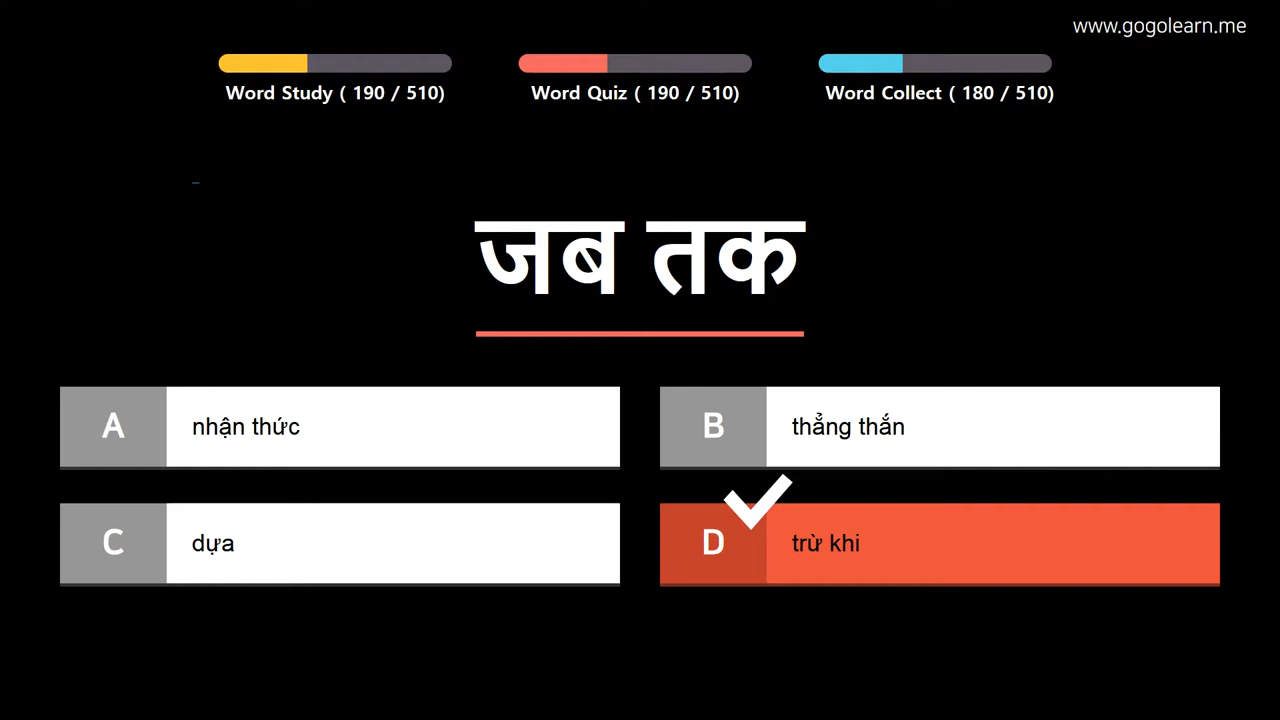 www.gogolearn.me
Word Study ( 190 / 510)
Word Quiz ( 190 / 510)
Word Collect ( 180 / 510)
जब तक
A nhận thức
B thẳng thắn
C dựa
D trừ khi